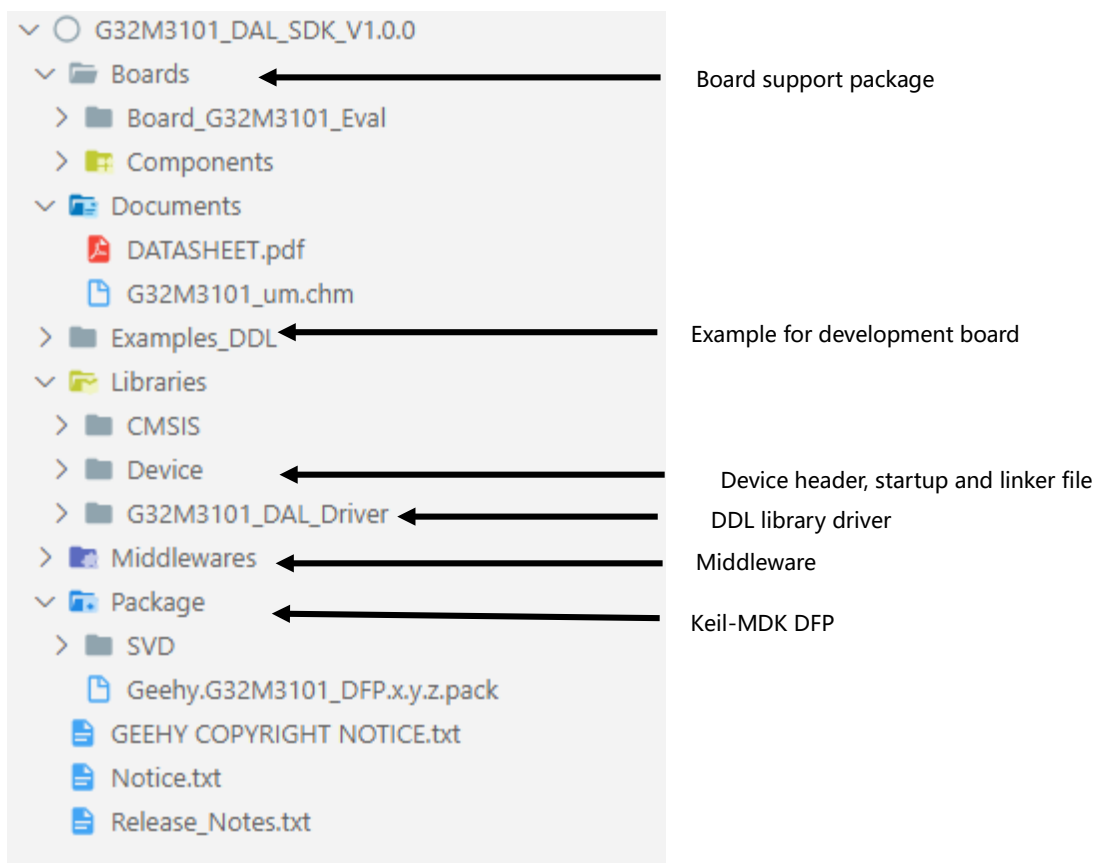 G32M3101_DAL_SDK_V1.0.0
Boards
Board support package
Board_G32M3101_Eval
Components
Documents
DATASHEET.pdf
G32M3101_um.chm
Examples_DDL
Example for development board
Libraries
CMSIS
Device
Device header, startup and linker file
G32M3101_DAL_Driver
DDL library driver
Middlewares
Middleware
Package
Keil-MDK DFP
SVD
Geehy.G32M3101_DFP.x.y.z.pack
GEEHY COPYRIGHT NOTICE.txt
Notice.txt
Release_Notes.txt